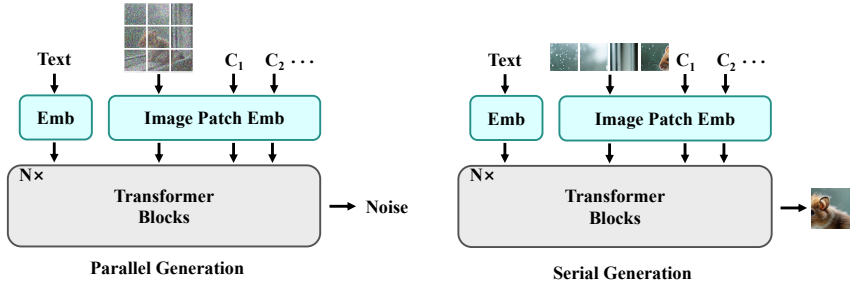 Text
C1
C2 ...
Emb
Image Patch Emb
N×
Transformer
Blocks
Noise
Parallel Generation
Text
C1
C2 ...
Emb
Image Patch Emb
N×
Transformer
Blocks
Serial Generation